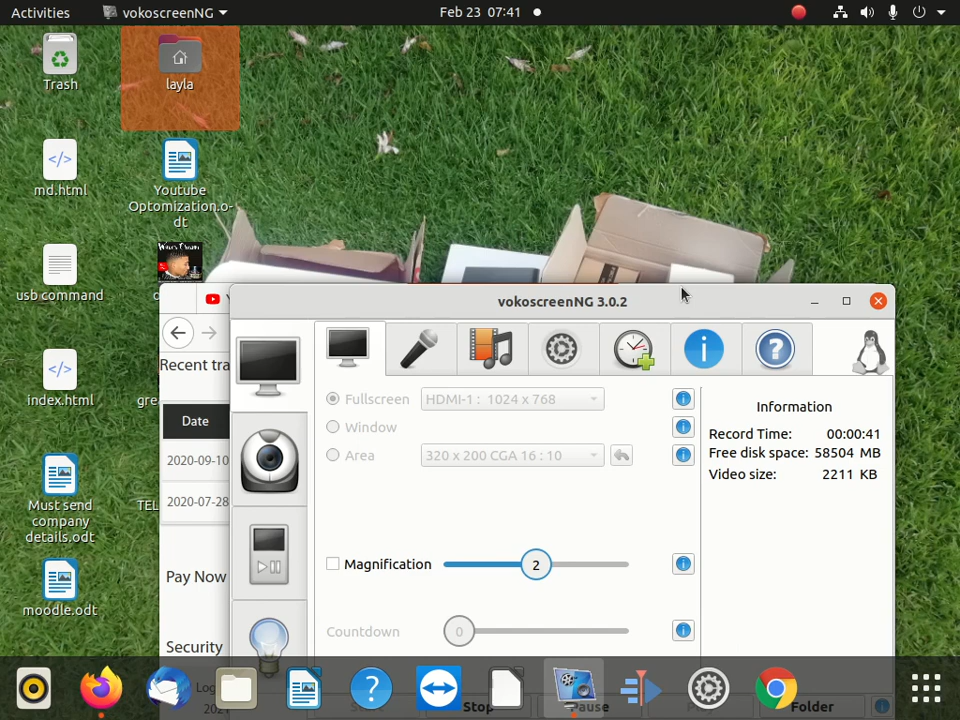 Activities
vokoscreenNG
Feb 23 07:41
Trash
layla
md.html
Youtube
Optomization.o-
dt
usb command
index.html
Must send
company
details.odt
moodle.odt
vokoscreenNG 3.0.2
Recent tra
Date
2020-09-10
2020-07-28
TEL
Pay Now
Security
Log
Fullscreen
HDMI-1 : 1024 x 768
Window
Area
320 x 200 CGA 16 : 10
Magnification
2
Countdown
0
Information
Record Time: 00:00:41
Free disk space: 58504 MB
Video size: 2211 KB
Stop
Pause
Folder